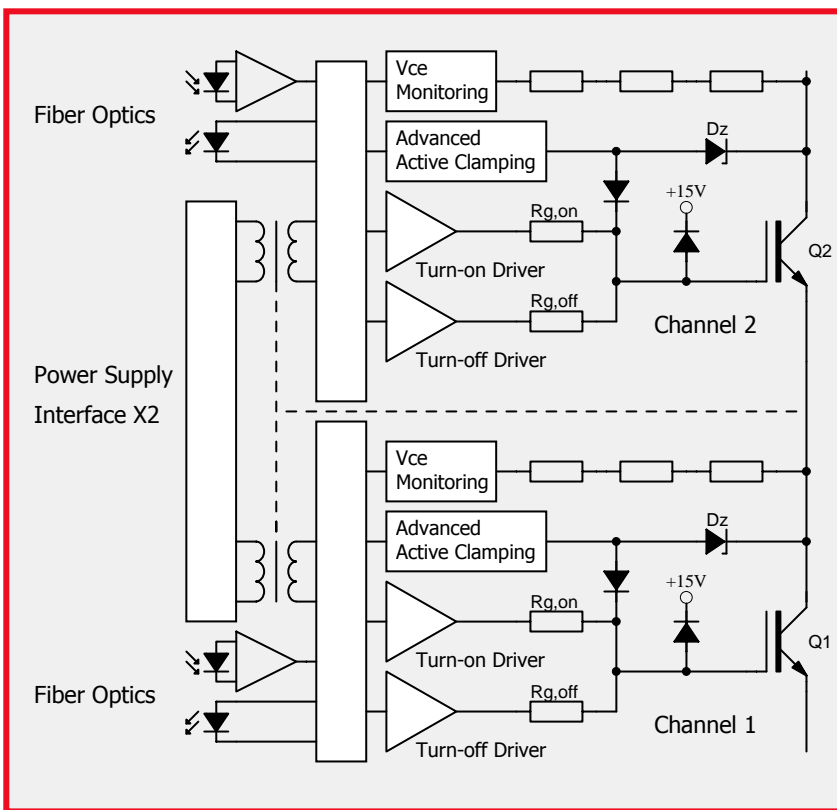 Fiber Optics
Vce
Monitoring
Advanced
Active Clamping
Dz
Rg,on
+15V
Turn-on Driver
Q2
Rg,off
Channel 2
Turn-off Driver
Power Supply
Interface X2
Vce
Monitoring
Advanced
Active Clamping
Dz
Rg,on
+15V
Turn-on Driver
Q1
Fiber Optics
Rg,off
Channel 1
Turn-off Driver